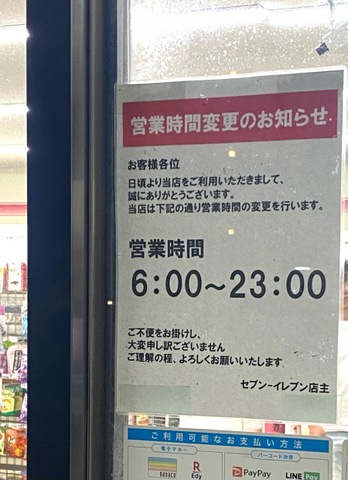 営業時間変更のお知らせ
お客様各位
日頃より当店をご利用いただきまして、
誠にありがとうございます。
当店は下記の通り営業時間の変更を行います。
営業時間
6:00～23:00
ご不便をお掛けし、
大変申し訳ございません
ご理解の程、よろしくお願いいたします
セブン-イレブン店主
ご利用可能なお支払い方法
電子マネー
バーコード決済
nanaco
R
Edy
PayPay
LINE Pay